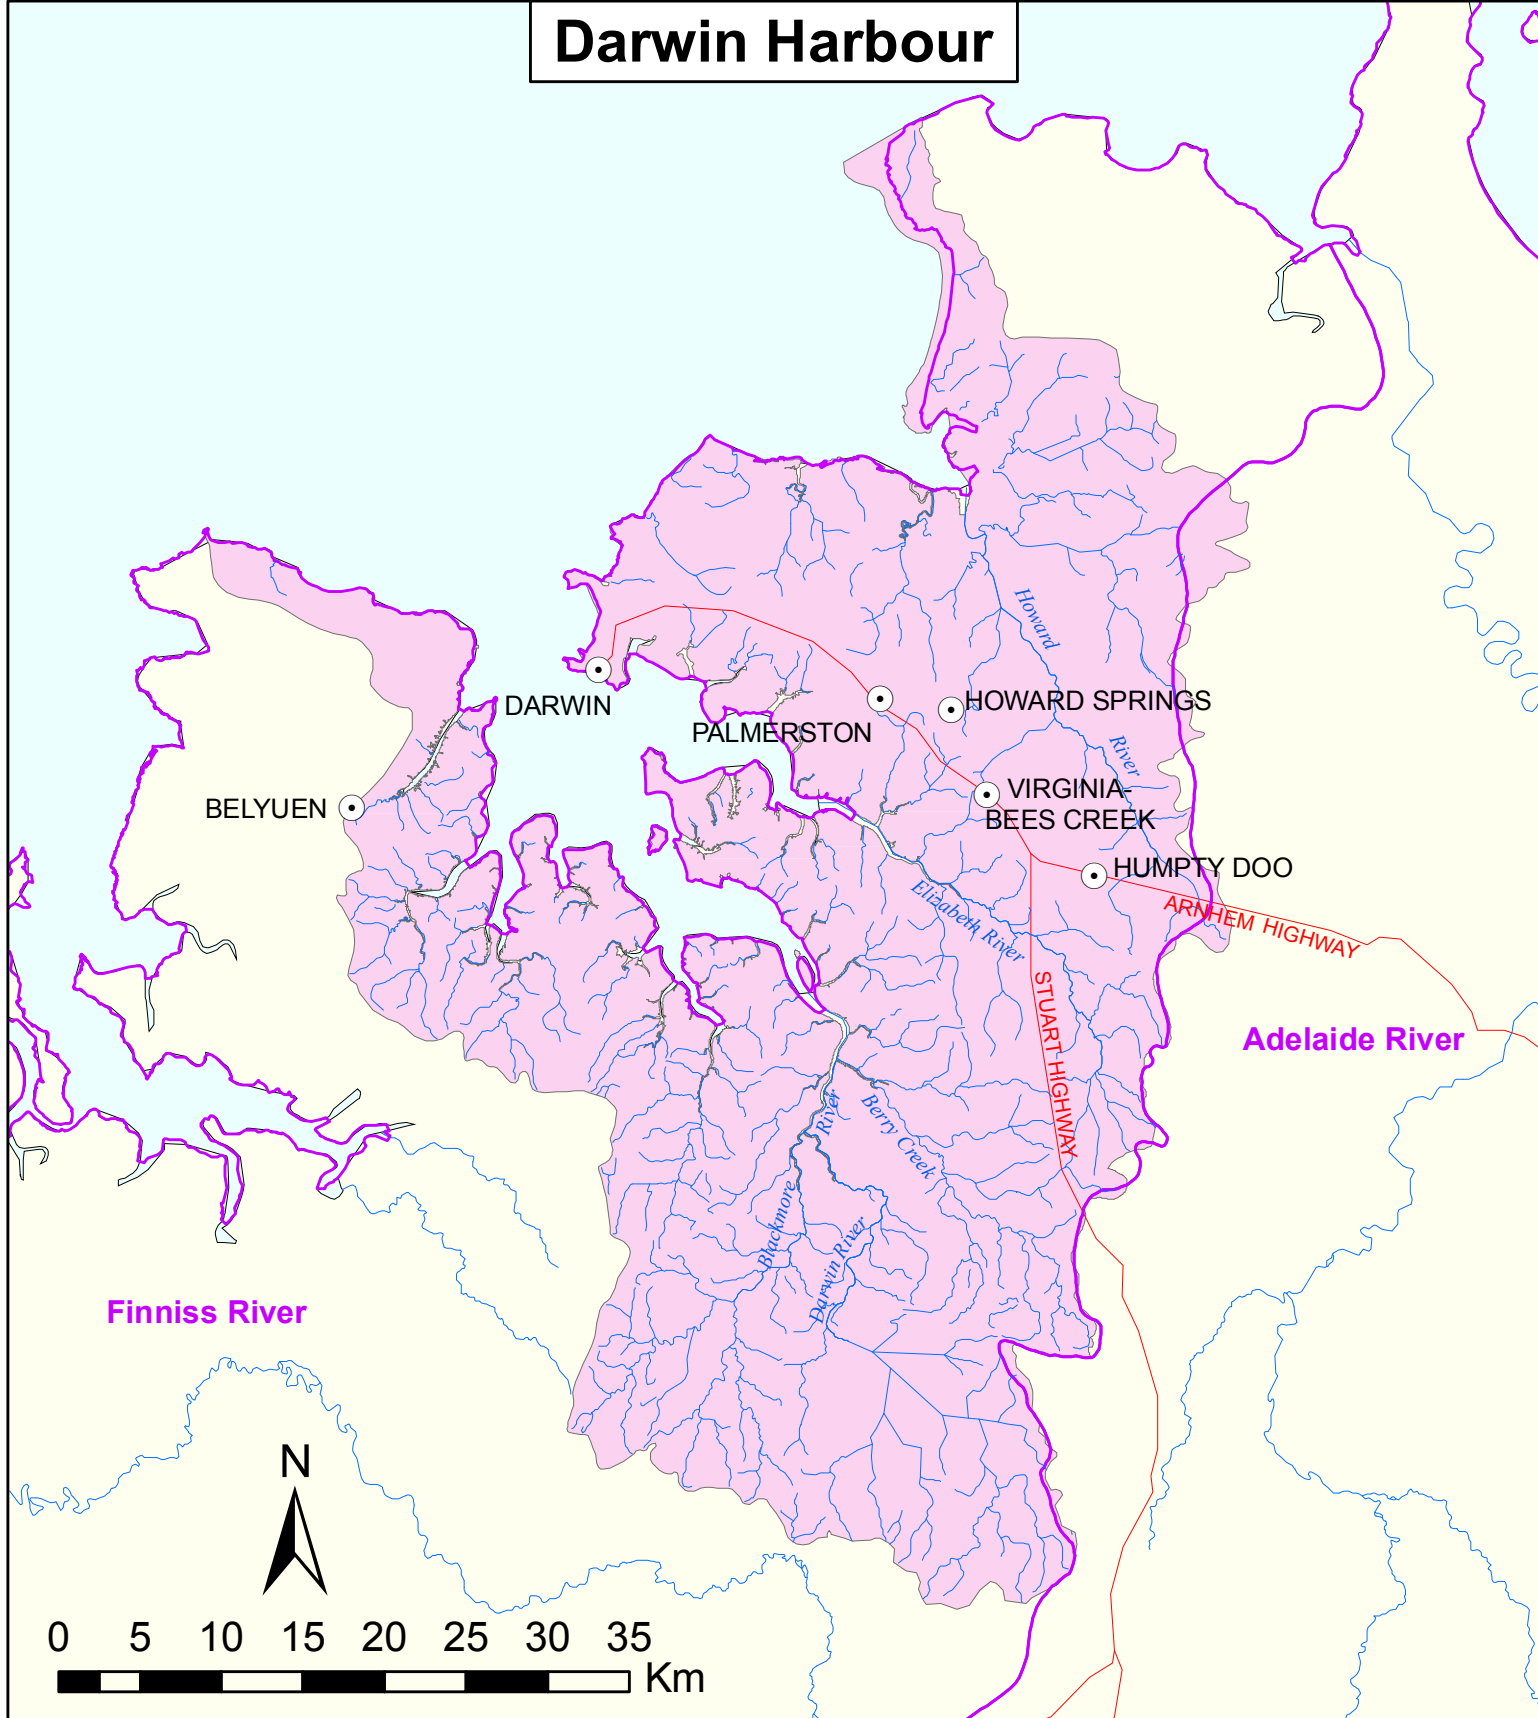 Darwin Harbour
Howard
River
DARWIN
HOWARD SPRINGS
PALMERSTON
BELYUEN
VIRGINIA-
BEES CREEK
HUMPTY DOO
Elizabeth River
ARNHEM HIGHWAY
STUART HIGHWAY
Adelaide River
Berry Creek
Blackmore
River
Darwin River
Finniss River
N
0 5 10 15 20 25 30 35
Km